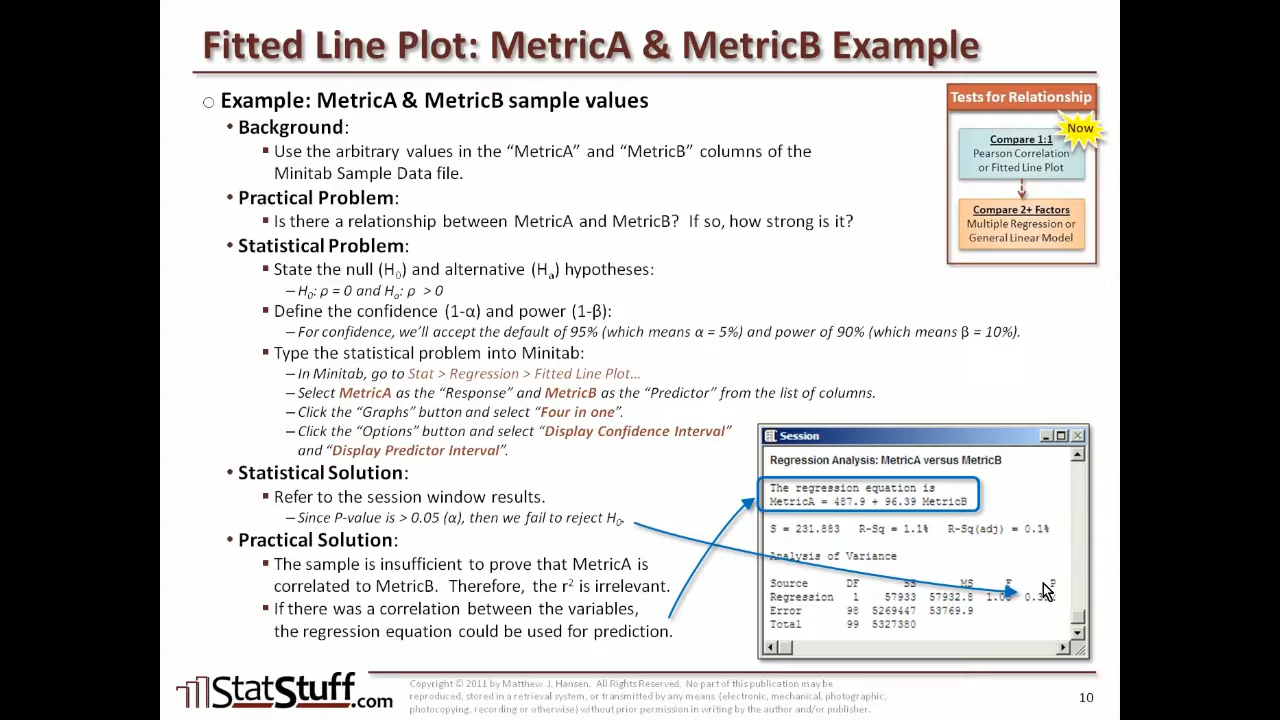 Fitted Line Plot: MetricA & MetricB Example
Example: MetricA & MetricB sample values
• Background:
Use the arbitrary values in the "MetricA" and "MetricB" columns of the
Minitab Sample Data file.
• Practical Problem:
Is there a relationship between MetricA and MetricB? If so, how strong is it?
• Statistical Problem:
State the null (H0) and alternative (Ha) hypotheses:
– H0: ρ = 0 and Ha: ρ > 0
Define the confidence (1-α) and power (1-β):
– For confidence, we'll accept the default of 95% (which means α = 5%) and power of 90% (which means β = 10%).
Type the statistical problem into Minitab:
– In Minitab, go to Stat > Regression > Fitted Line Plot…
– Select MetricA as the "Response" and MetricB as the "Predictor" from the list of columns.
– Click the "Graphs" button and select "Four in one".
– Click the "Options" button and select "Display Confidence Interval"
and "Display Predictor Interval".
• Statistical Solution:
Refer to the session window results.
– Since P-value is > 0.05 (α), then we fail to reject H0.
• Practical Solution:
The sample is insufficient to prove that MetricA is
correlated to MetricB. Therefore, the r2 is irrelevant.
If there was a correlation between the variables,
the regression equation could be used for prediction.
Tests for Relationship
Now
Compare 1:1
Pearson Correlation
or Fitted Line Plot
Compare 2+ Factors
Multiple Regression or
General Linear Model
Session
Regression Analysis: MetricA versus MetricB
The regression equation is
MetricA = 487.9 + 96.39 MetricB
S = 231.883 R-Sq = 1.1% R-Sq(adj) = 0.1%
Analysis of Variance
Source DF SS MS F P
Regression 1 57933 57932.8
Error 98 5269447 53769.9
Total 99 5327380
StatStuff.com
Copyright © 2011 by Matthew J. Hansen. All Rights Reserved. No part of this publication may be
reproduced, stored in a retrieval system, or transmitted by any means (electronic, mechanical, photographic,
photocopying, recording or otherwise) without prior permission in writing by the author and/or publisher.
10